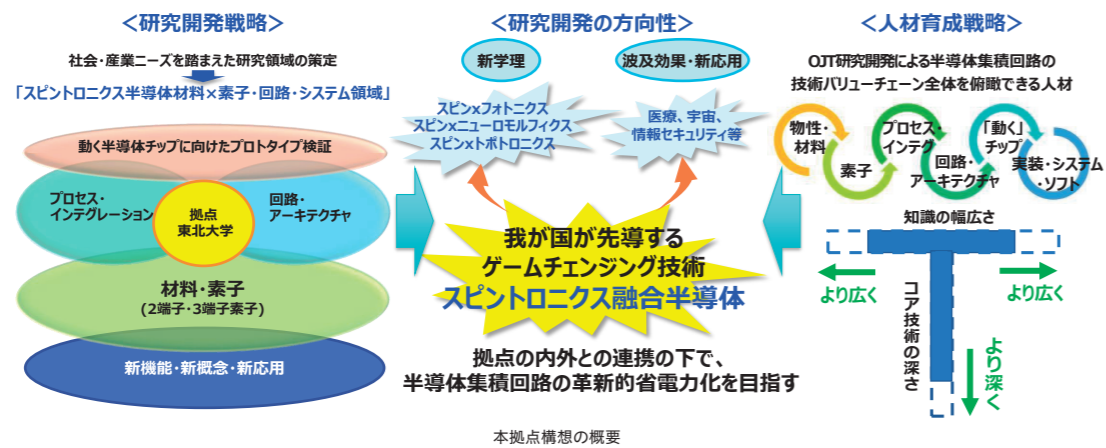 ＜研究開発戦略＞
社会・産業ニーズを踏まえた研究領域の策定
「スピントロニクス半導体材料×素子・回路・システム領域」
動く半導体チップに向けたプロトタイプ検証
プロセス・
インテグレーション
拠点
東北大学
回路・
アーキテクチャ
材料・素子
(2端子・3端子素子)
新機能・新概念・新応用
＜研究開発の方向性＞
新学理
波及効果・新応用
スピンxフォトニクス
スピンxニューロモルフィクス
スピンxトポトロニクス
医療、宇宙、
情報セキュリティ等
我が国が先導する
ゲームチェンジング技術
スピントロニクス融合半導体
拠点の内外との連携の下で、
半導体集積回路の革新的省電力化を目指す
＜人材育成戦略＞
OJT研究開発による半導体集積回路の
技術バリューチェーン全体を俯瞰できる人材
物性・
材料
素子
プロセス・
インテグ
回路・
アーキテクチャ
「動く」
チップ
実装・システム
・ソフト
知識の幅広さ
より広く
より広く
コア技術の深さ
より深く
本拠点構想の概要